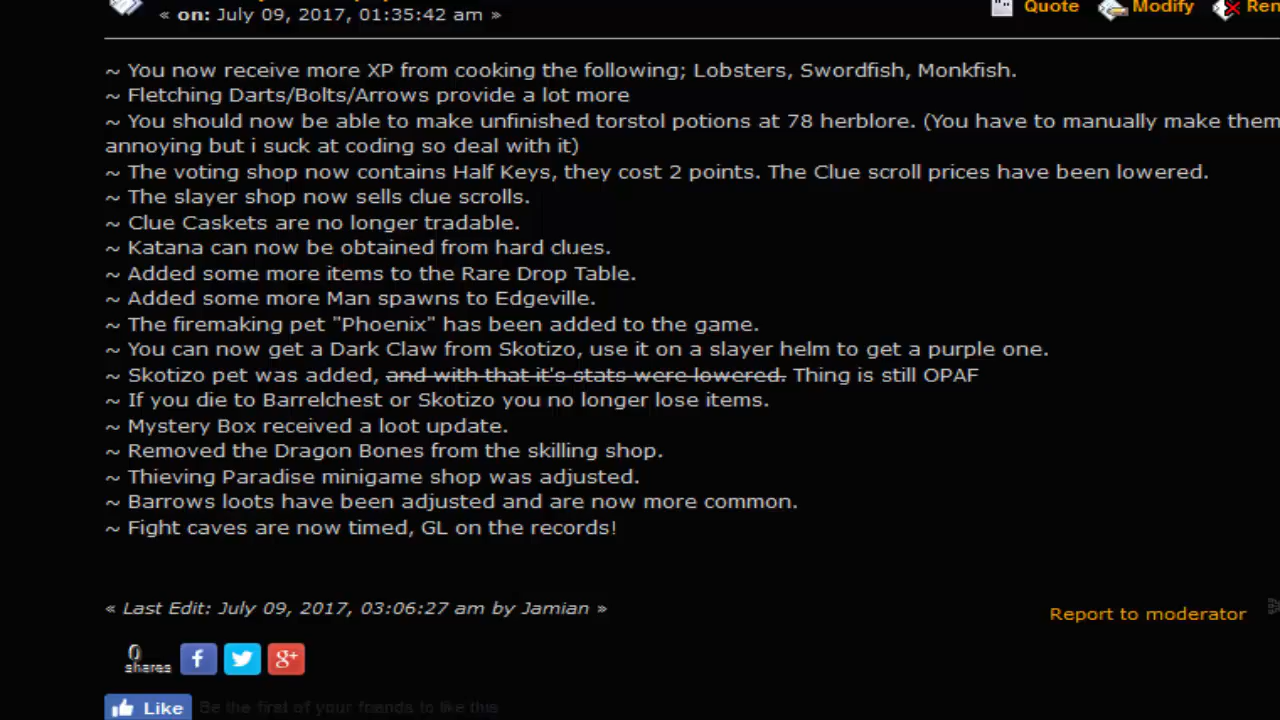 « on: July 09, 2017, 01:35:42 am »
Quote Modify
~ You now receive more XP from cooking the following; Lobsters, Swordfish, Monkfish.
~ Fletching Darts/Bolts/Arrows provide a lot more
~ You should now be able to make unfinished torstol potions at 78 herblore. (You have to manually make them
annoying but i suck at coding so deal with it)
~ The voting shop now contains Half Keys, they cost 2 points. The Clue scroll prices have been lowered.
~ The slayer shop now sells clue scrolls.
~ Clue Caskets are no longer tradable.
~ Katana can now be obtained from hard clues.
~ Added some more items to the Rare Drop Table.
~ Added some more Man spawns to Edgeville.
~ The firemaking pet "Phoenix" has been added to the game.
~ You can now get a Dark Claw from Skotizo, use it on a slayer helm to get a purple one.
~ Skotizo pet was added, and with that it's stats were lowered. Thing is still OPAF
~ If you die to Barrelchest or Skotizo you no longer lose items.
~ Mystery Box received a loot update.
~ Removed the Dragon Bones from the skilling shop.
~ Thieving Paradise minigame shop was adjusted.
~ Barrows loots have been adjusted and are now more common.
~ Fight caves are now timed, GL on the records!
« Last Edit: July 09, 2017, 03:06:27 am by Jamian »
Report to moderator
0
shares
f
g+
Like Be the first of your friends to like this